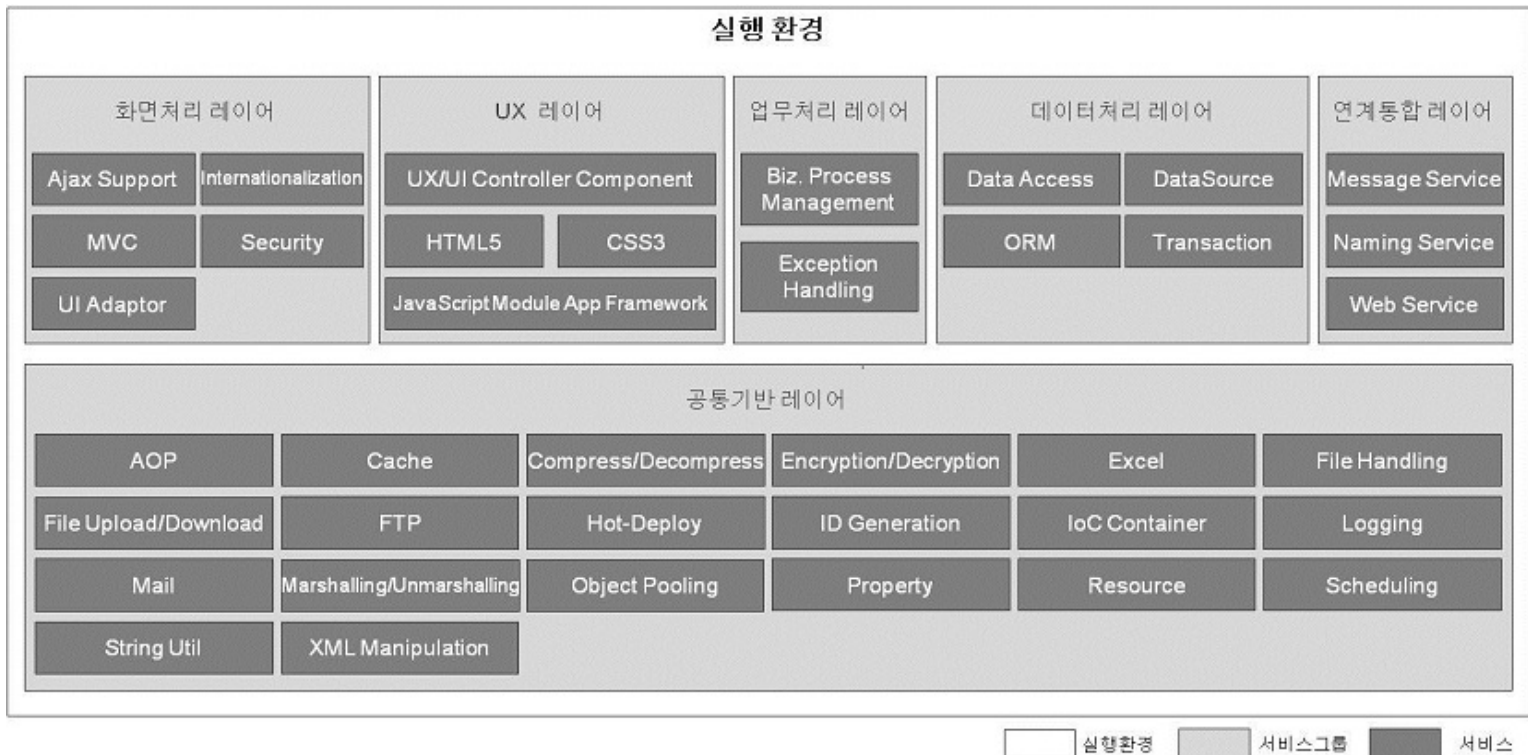 실행 환경
화면처리 레이어
Ajax Support
Internationalization
MVC
Security
UI Adaptor
UX 레이어
UX/UI Controller Component
HTML5
CSS3
JavaScript Module App Framework
업무처리 레이어
Biz. Process
Management
Exception
Handling
데이터처리 레이어
Data Access
DataSource
ORM
Transaction
연계통합 레이어
Message Service
Naming Service
Web Service
공통기반 레이어
AOP
Cache
Compress/Decompress
Encryption/Decryption
Excel
File Handling
File Upload/Download
FTP
Hot-Deploy
ID Generation
IoC Container
Logging
Mail
Marshalling/Unmarshalling
Object Pooling
Property
Resource
Scheduling
String Util
XML Manipulation
실행환경
서비스그룹
서비스